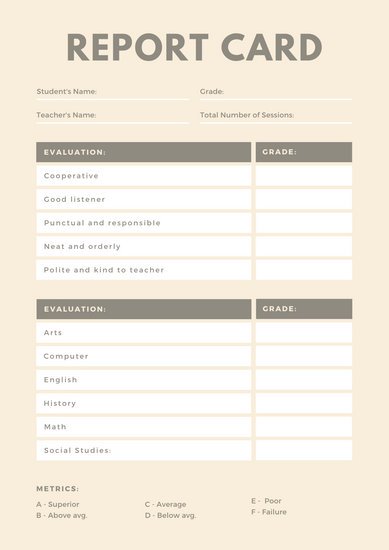 REPORT CARD
Student's Name: Grade:
Teacher's Name: Total Number of Sessions:
EVALUATION: GRADE:
Cooperative
Good listener
Punctual and responsible
Neat and orderly
Polite and kind to teacher
EVALUATION: GRADE:
Arts
Computer
English
History
Math
Social Studies:
METRICS:
A - Superior C - Average E - Poor
B - Above avg. D - Below avg. F - Failure